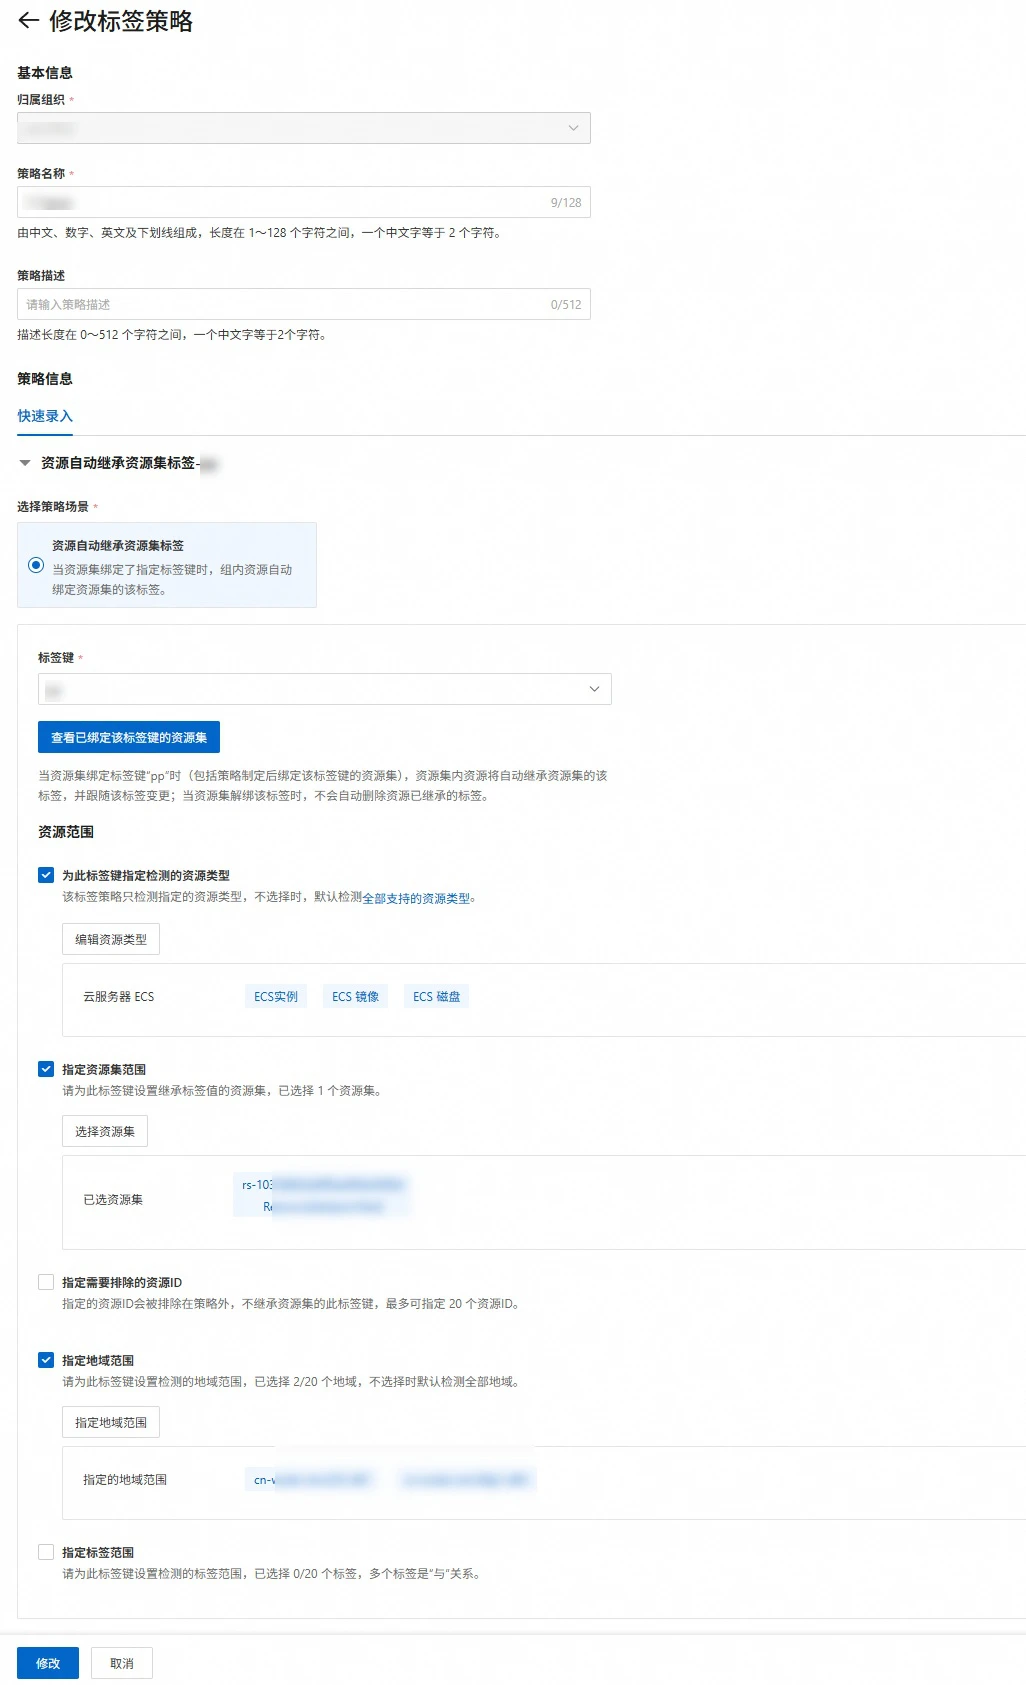 修改标签策略
基本信息
归属组织 *
策略名称 *
9/128
由中文、数字、英文及下划线组成，长度在 1～128 个字符之间，一个中文字等于 2 个字符。
策略描述
请输入策略描述 0/512
描述长度在 0～512 个字符之间，一个中文字等于2个字符。
策略信息
快速录入
资源自动继承资源集标签-
选择策略场景 *
资源自动继承资源集标签
当资源集绑定了指定标签键时，组内资源自动
绑定资源集的该标签。
标签键 *
查看已绑定该标签键的资源集
当资源集绑定标签键"pp"时（包括策略制定后绑定该标签键的资源集），资源集内资源将自动继承资源集的该
标签，并跟随该标签变更；当资源集解绑该标签时，不会自动删除资源已继承的标签。
资源范围
为此标签键指定检测的资源类型
该标签策略只检测指定的资源类型，不选择时，默认检测全部支持的资源类型。
编辑资源类型
云服务器 ECS ECS实例 ECS 镜像 ECS 磁盘
指定资源集范围
请为此标签键设置继承标签值的资源集，已选择 1 个资源集。
选择资源集
rs-103
已选资源集
指定需要排除的资源ID
指定的资源ID会被排除在策略外，不继承资源集的此标签键，最多可指定 20 个资源ID。
指定地域范围
请为此标签键设置检测的地域范围，已选择 2/20 个地域，不选择时默认检测全部地域。
指定地域范围
指定的地域范围 cn-
指定标签范围
请为此标签键设置检测的标签范围，已选择 0/20 个标签，多个标签是"与"关系。
修改 取消